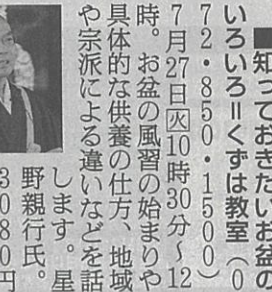 ■知っておきたいお盆の
いろいろ＝くずは教室（0
72・850・1500）
7月27日㊋10時30分～12
時。お盆の風習の始まりや
具体的な供養の仕方、地域
や宗派による違いなどを話
します。星
野親行氏。
3080円